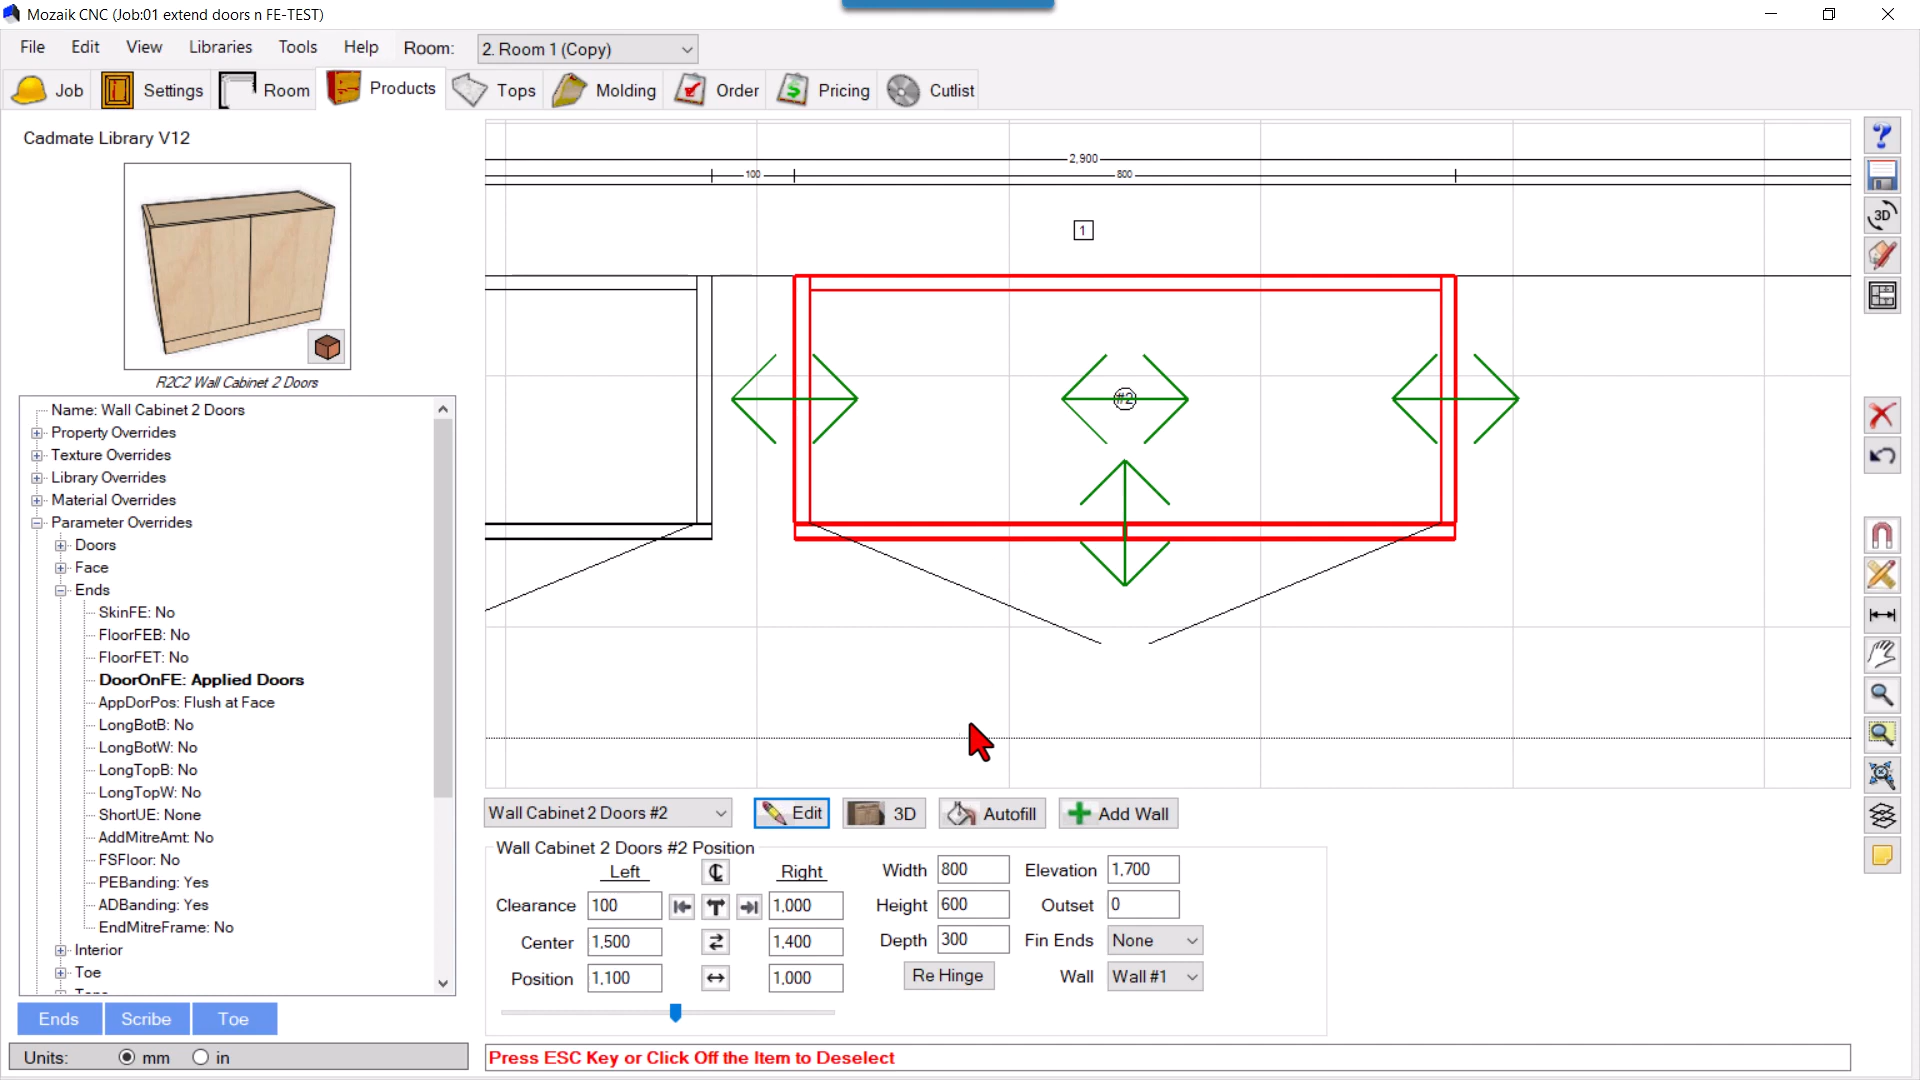 Mozaik CNC (Job:01 extend doors n FE-TEST)
File Edit View Libraries Tools Help Room: 2. Room 1 (Copy)
Job Settings Room Products Tops Molding Order Pricing Cutlist
Cadmate Library V12
R2C2 Wall Cabinet 2 Doors
Name: Wall Cabinet 2 Doors
Property Overrides
Texture Overrides
Library Overrides
Material Overrides
Parameter Overrides
Doors
Face
Ends
SkinFE: No
FloorFEB: No
FloorFET: No
DoorOnFE: Applied Doors
AppDorPos: Flush at Face
LongBotB: No
LongBotW: No
LongTopB: No
LongTopW: No
ShortUE: None
AddMitreAmt: No
FSFloor: No
PEBanding: Yes
ADBanding: Yes
EndMitreFrame: No
Interior
Toe
Ends Scribe Toe
Units: mm in
2,900
100 800
1
#2
3D
Wall Cabinet 2 Doors #2 Edit 3D Autofill Add Wall
Wall Cabinet 2 Doors #2 Position
Left Right Width 800 Elevation 1,700
Clearance 100 1,000 Height 600 Outset 0
Center 1,500 1,400 Depth 300 Fin Ends None
Position 1,100 1,000 Re Hinge Wall Wall #1
Press ESC Key or Click Off the Item to Deselect